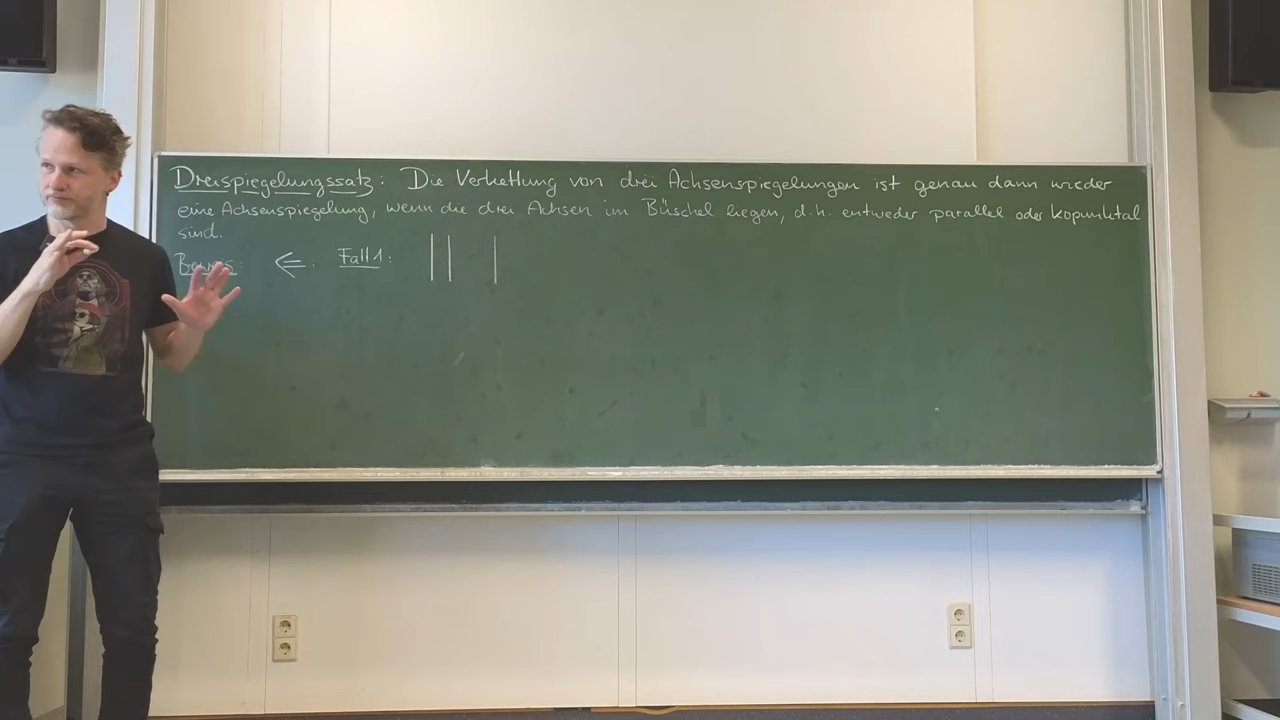 Dreispiegelungssatz: Die Verkettung von drei Achsenspiegelungen ist genau dann wieder
eine Achsenspiegelung, wenn die drei Achsen im Büschel liegen, d.h. entweder parallel oder kopunktal
sind.
Beweis: ⇐. Fall 1: